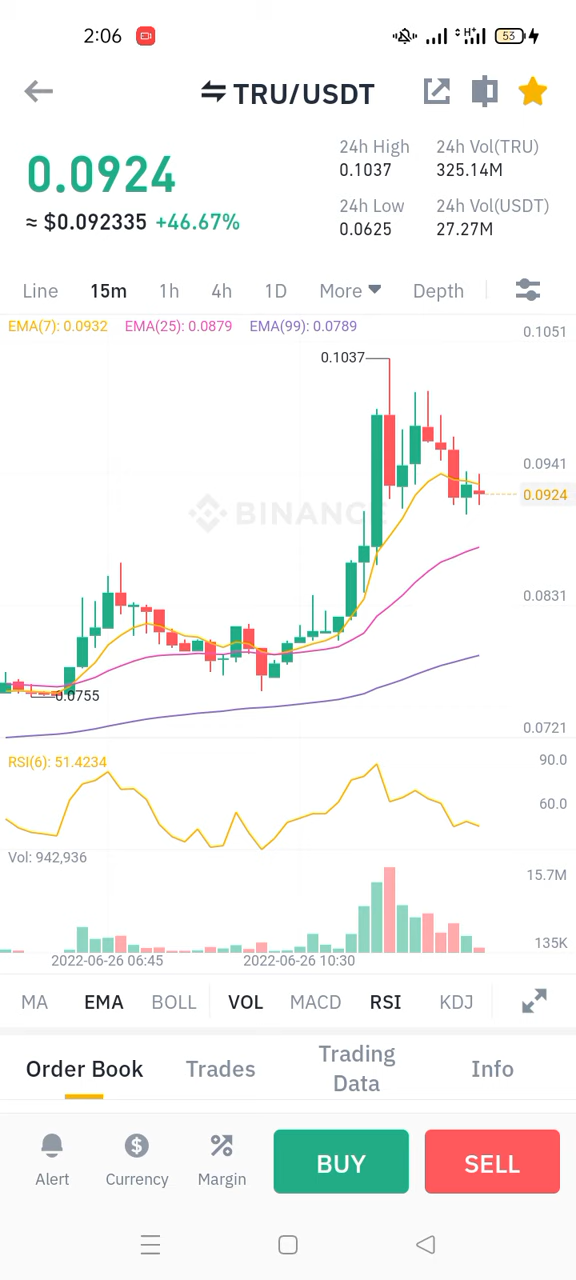 2:06
H+
53
TRU/USDT
0.0924
≈ $0.092335 +46.67%
24h High
0.1037
24h Vol(TRU)
325.14M
24h Low
0.0625
24h Vol(USDT)
27.27M
Line 15m 1h 4h 1D More Depth
EMA(7): 0.0932 EMA(25): 0.0879 EMA(99): 0.0789
0.1051
0.1037
0.0941
0.0924
BINANCE
0.0831
0.0755
0.0721
RSI(6): 51.4234
90.0
60.0
Vol: 942,936
15.7M
135K
2022-06-26 06:45 2022-06-26 10:30
MA EMA BOLL VOL MACD RSI KDJ
Order Book Trades Trading Data Info
Alert Currency Margin BUY SELL